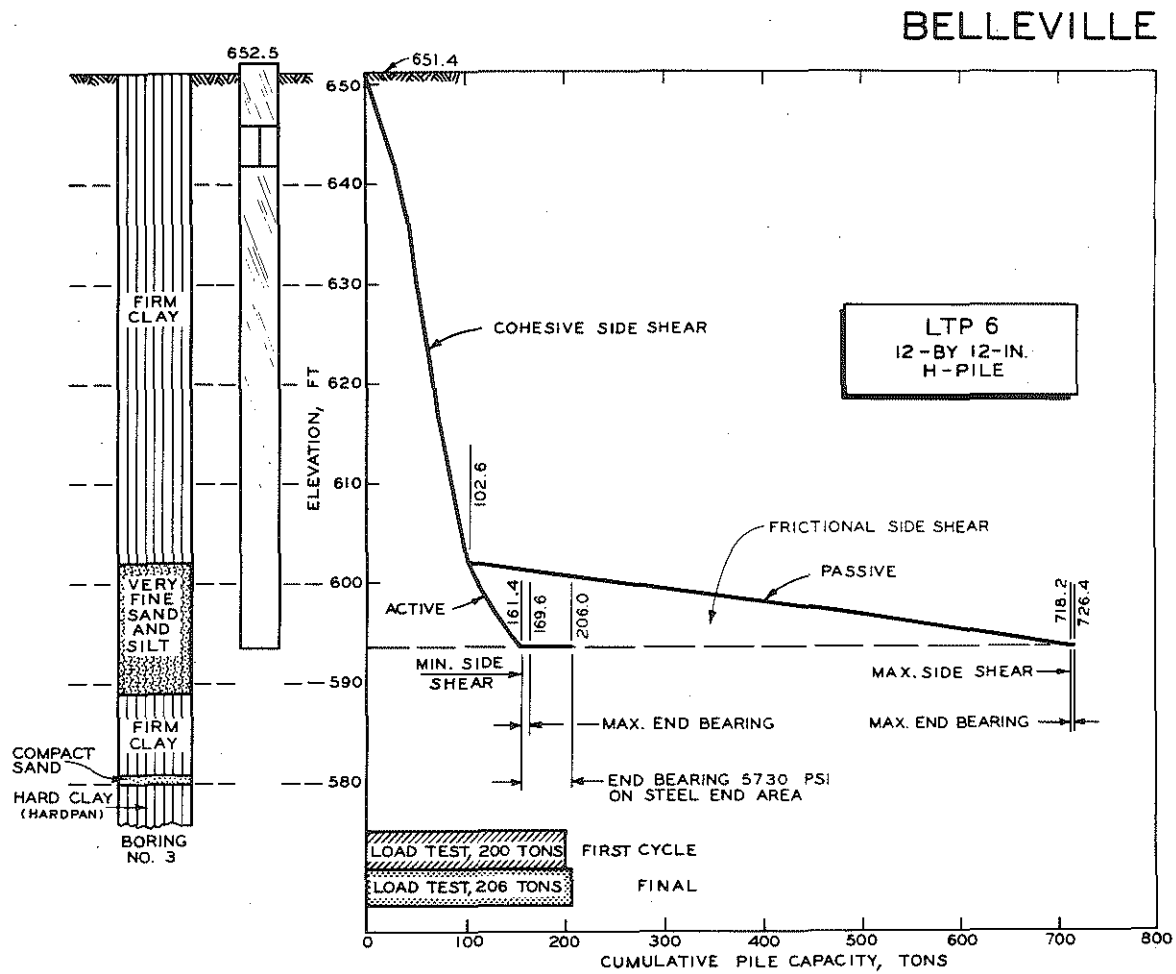 BELLEVILLE
652.5
651.4
650
640
630
620
610
600
590
580
ELEVATION, FT
FIRM
CLAY
VERY
FINE
SAND
AND
SILT
FIRM
CLAY
COMPACT
SAND
HARD CLAY
(HARDPAN)
BORING
NO. 3
COHESIVE SIDE SHEAR
LTP 6
12-BY 12-IN.
H-PILE
102.6
FRICTIONAL SIDE SHEAR
PASSIVE
ACTIVE
161.4
169.6
206.0
718.2
726.4
MIN. SIDE
SHEAR
MAX. SIDE SHEAR
MAX. END BEARING
MAX. END BEARING
END BEARING 5730 PSI
ON STEEL END AREA
LOAD TEST, 200 TONS
FIRST CYCLE
LOAD TEST, 206 TONS
FINAL
0
100
200
300
400
500
600
700
800
CUMULATIVE PILE CAPACITY, TONS